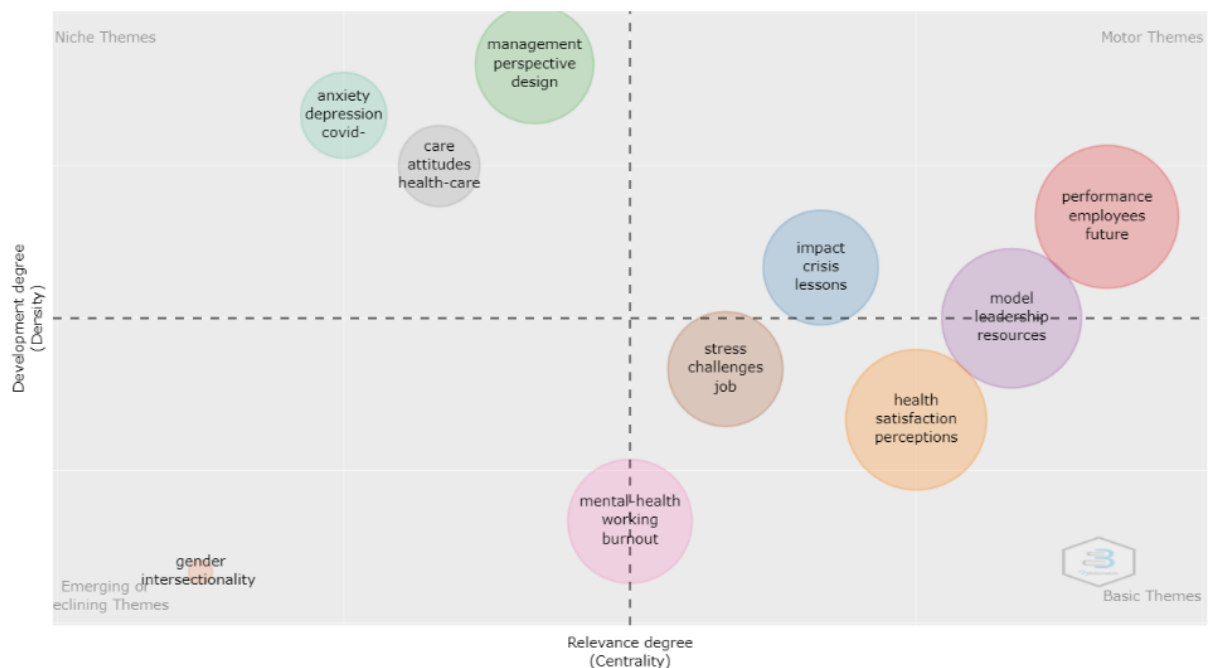 Niche Themes
Motor Themes
management
perspective
design
anxiety
depression
covid-
care
attitudes
health-care
performance
employees
future
impact
crisis
lessons
model
leadership
resources
stress
challenges
job
health
satisfaction
perceptions
mental-health
working
burnout
gender
intersectionality
Emerging or
eclining Themes
Basic Themes
Development degree
(Density)
Relevance degree
(Centrality)